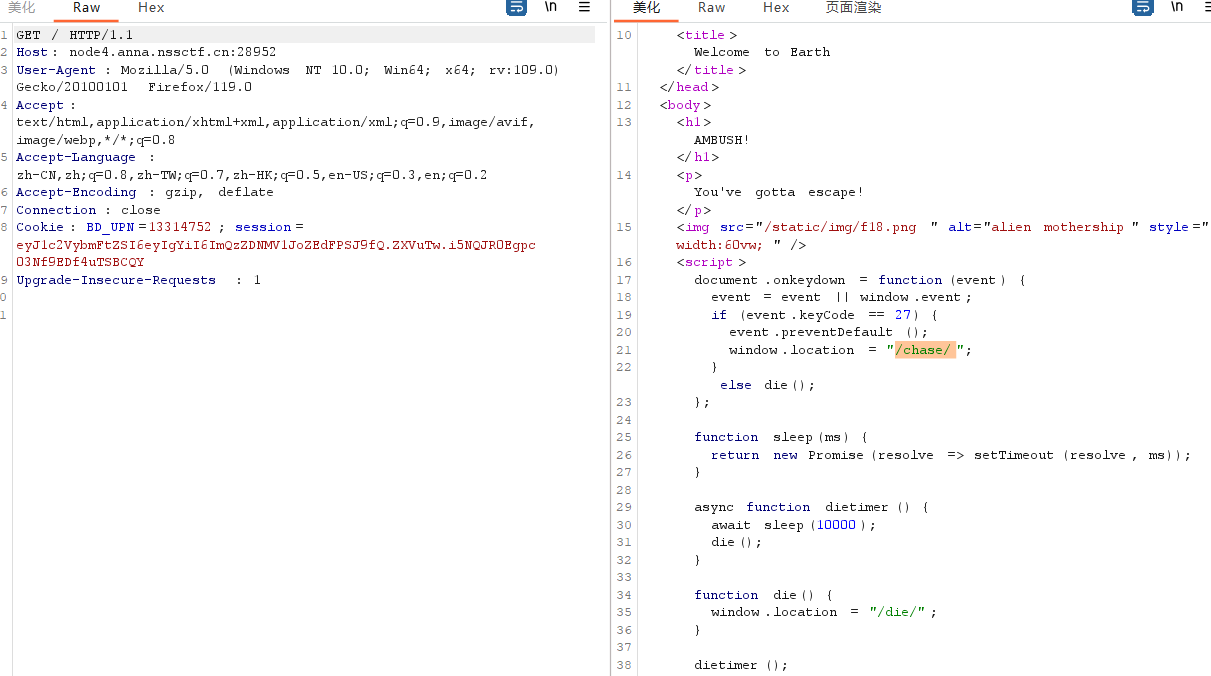 美化 Raw Hex \n
1 GET / HTTP/1.1
2 Host: node4.anna.nssctf.cn:28952
3 User-Agent: Mozilla/5.0 (Windows NT 10.0; Win64; x64; rv:109.0)
Gecko/20100101 Firefox/119.0
4 Accept:
text/html,application/xhtml+xml,application/xml;q=0.9,image/avif,
image/webp,*/*;q=0.8
5 Accept-Language:
zh-CN,zh;q=0.8,zh-TW;q=0.7,zh-HK;q=0.5,en-US;q=0.3,en;q=0.2
6 Accept-Encoding: gzip, deflate
7 Connection: close
8 Cookie: BD_UPN=13314752; session=
9 Upgrade-Insecure-Requests: 1
0
1
美化 Raw Hex 页面渲染 \n
10 <title>
Welcome to Earth
</title>
11 </head>
12 <body>
13 <h1>
AMBUSH!
</h1>
14 <p>
You've gotta escape!
</p>
15 <img src="/static/img/f18.png" alt="alien mothership" style="
width:60vw;" />
16 <script>
17 document.onkeydown = function(event) {
18 event = event || window.event;
19 if (event.keyCode == 27) {
20 event.preventDefault();
21 window.location = "/chase/";
22 }
else die();
23 };
24
25 function sleep(ms) {
26 return new Promise(resolve => setTimeout(resolve, ms));
27 }
28
29 async function dietimer() {
30 await sleep(10000);
31 die();
32 }
33
34 function die() {
35 window.location = "/die/";
36 }
37
38 dietimer();